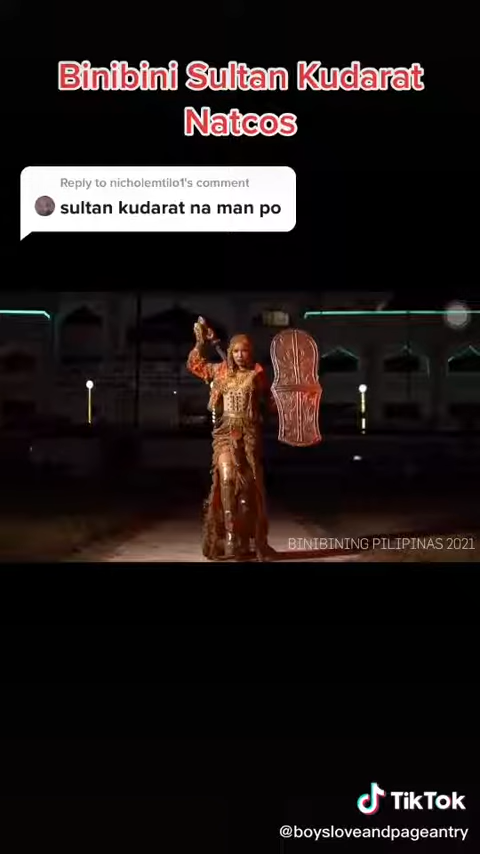 Binibini Sultan Kudarat
Natcos
Reply to nicholemtilo1's comment
sultan kudarat na man po
BINIBINING PILIPINAS 2021
TikTok
@boysloveandpageantry